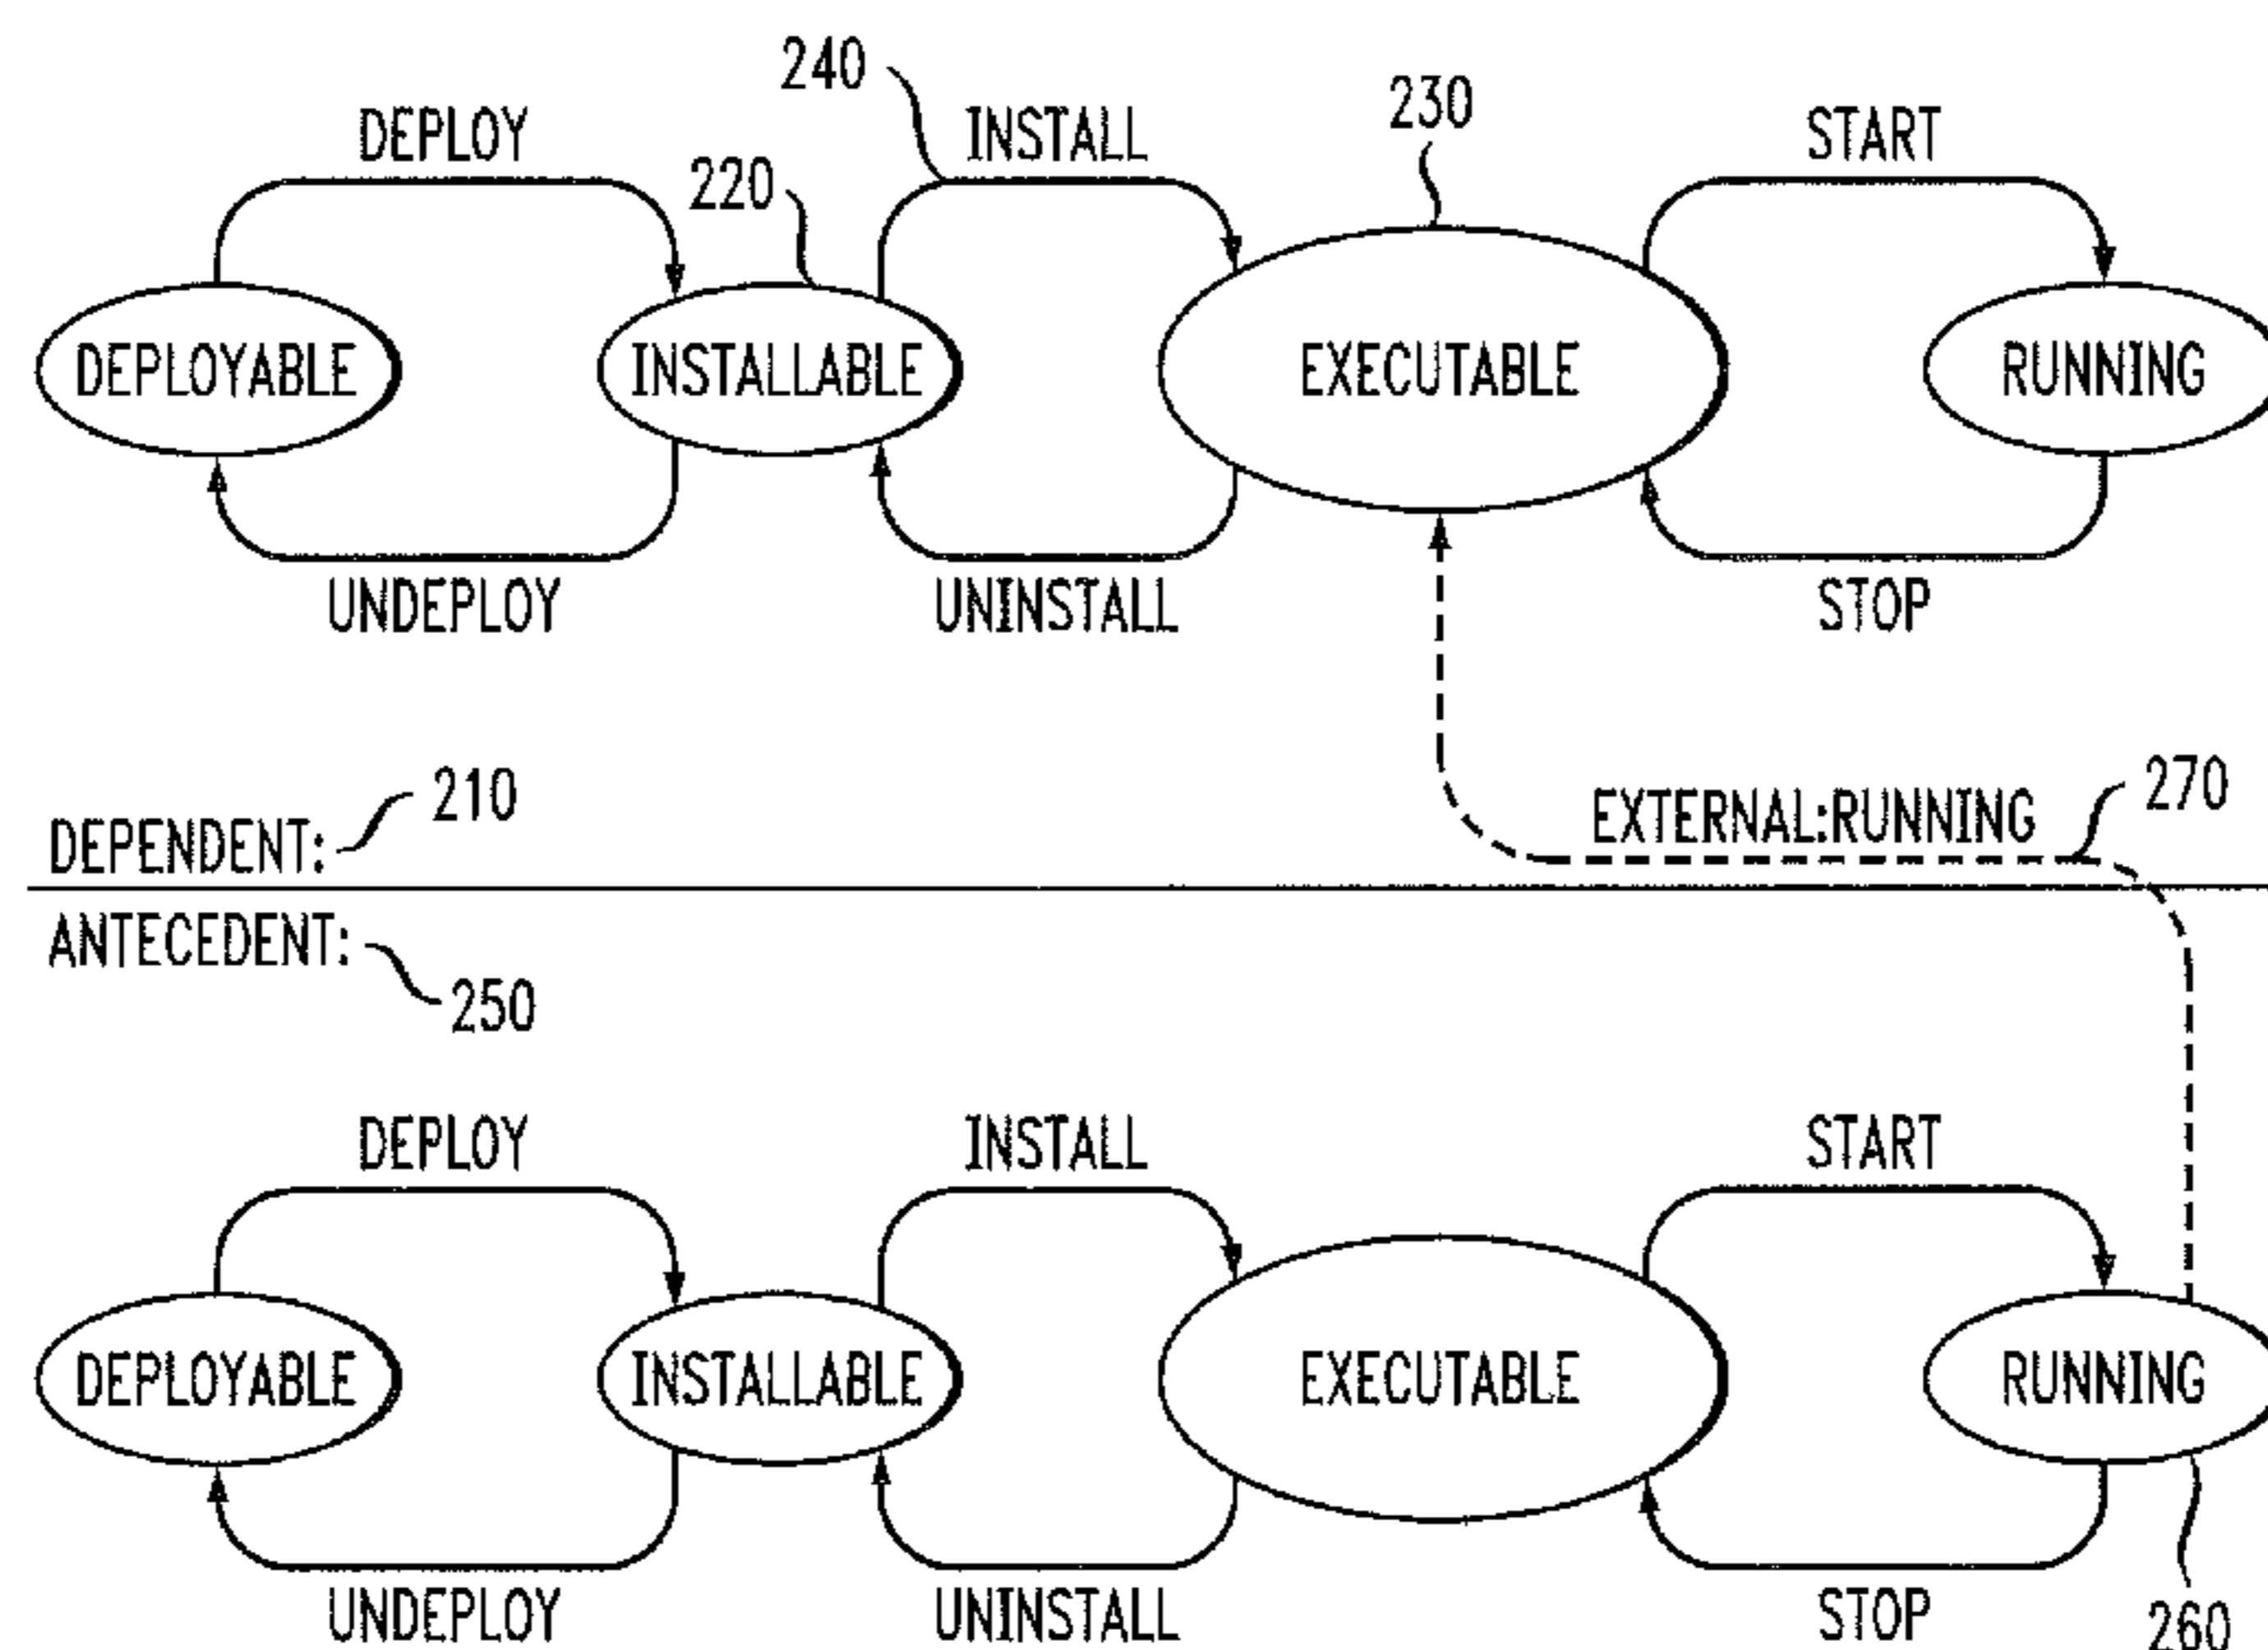 240
230
DEPLOY
INSTALL
START
220
DEPLOYABLE
INSTALLABLE
EXECUTABLE
RUNNING
UNDEPLOY
UNINSTALL
STOP
270
210
EXTERNAL:RUNNING
DEPENDENT:
ANTECEDENT:
250
DEPLOY
INSTALL
START
DEPLOYABLE
INSTALLABLE
EXECUTABLE
RUNNING
UNDEPLOY
UNINSTALL
STOP
260